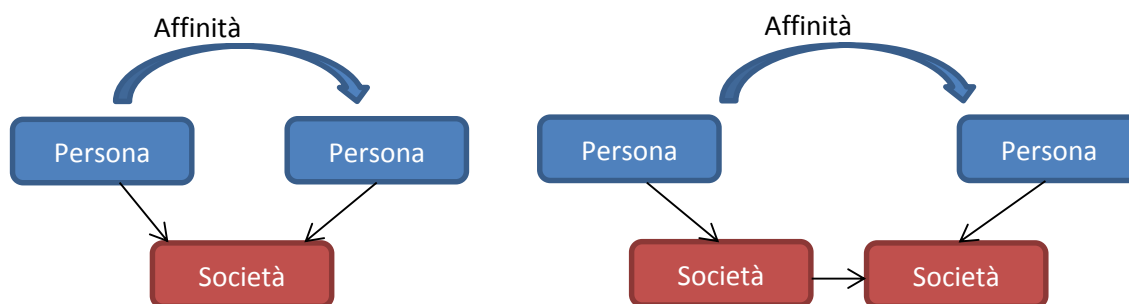 Affinità
Affinità
Persona
Persona
Persona
Persona
Società
Società
Società